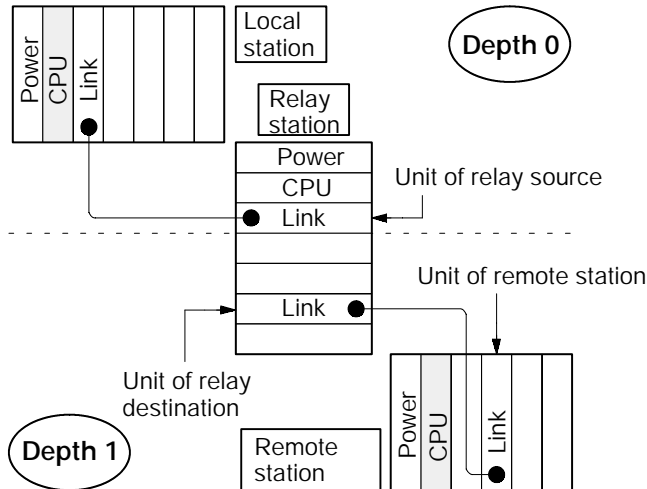 Local
station
Depth 0
Power
CPU
Link
Relay
station
Power
CPU
Link
Unit of relay source
Unit of remote station
Link
Unit of relay
destination
Depth 1
Remote
station
Power
CPU
Link